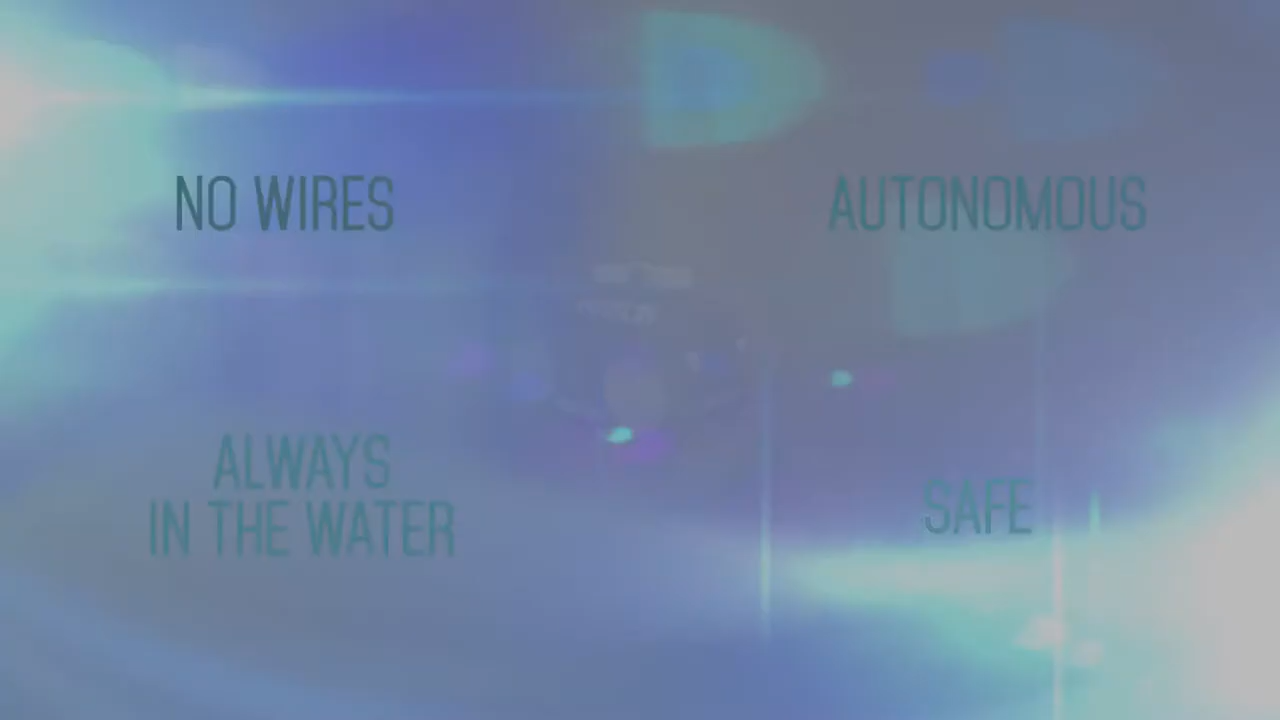 NO WIRES
AUTONOMOUS
ALWAYS
IN THE WATER
SAFE